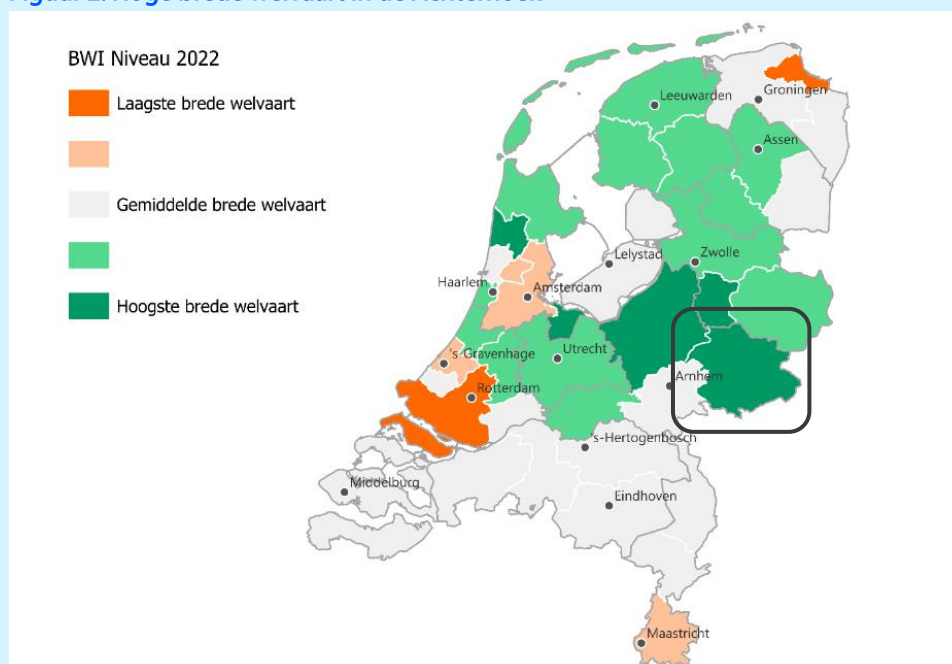 BWI Niveau 2022
Laagste brede welvaart
Gemiddelde brede welvaart
Hoogste brede welvaart
Leeuwarden
Groningen
Assen
Zwolle
Lelystad
Haarlem
Amsterdam
's-Gravenhage
Utrecht
Arnhem
Rotterdam
's-Hertogenbosch
Middelburg
Eindhoven
Maastricht